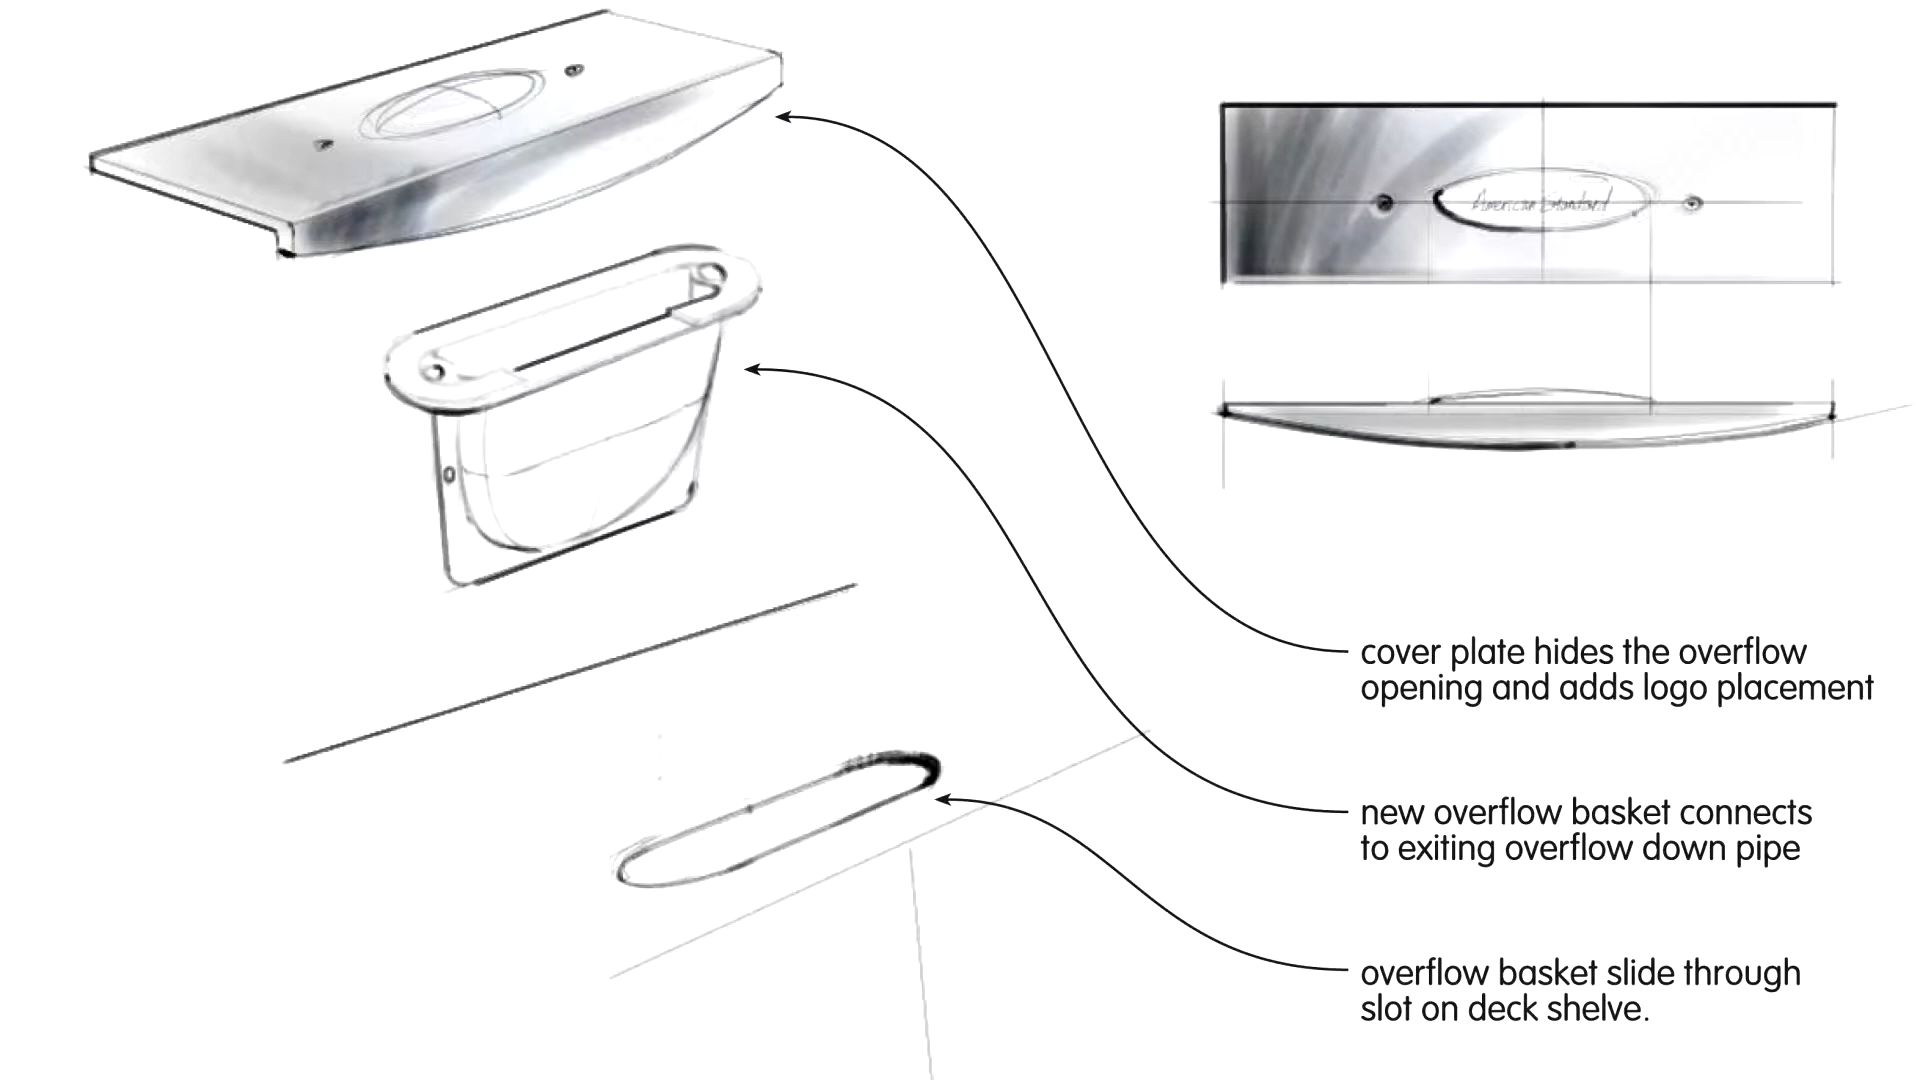 American Standard
cover plate hides the overflow
opening and adds logo placement
new overflow basket connects
to exiting overflow down pipe
overflow basket slide through
slot on deck shelve.